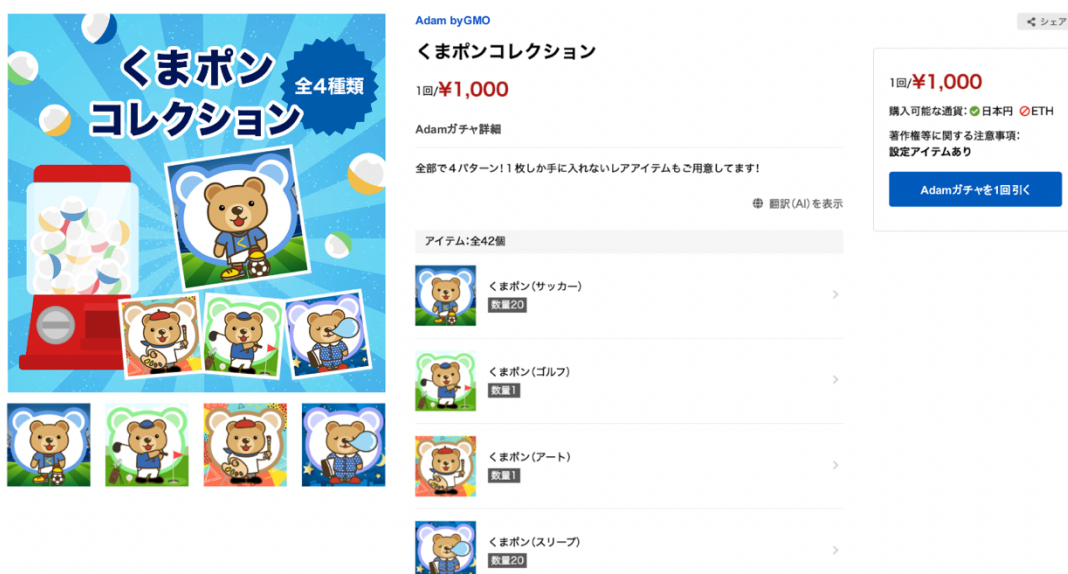 くまポン
コレクション
全4種類
Adam byGMO
くまポンコレクション
1回/¥1,000
Adamガチャ詳細
全部で4パターン！1枚しか手に入れないレアアイテムもご用意してます！
翻訳(AI)を表示
アイテム：全42個
くまポン（サッカー）
数量20
くまポン（ゴルフ）
数量1
くまポン（アート）
数量1
くまポン（スリープ）
数量20
シェア
1回/¥1,000
購入可能な通貨：日本円 ETH
著作権等に関する注意事項：
設定アイテムあり
Adamガチャを1回引く